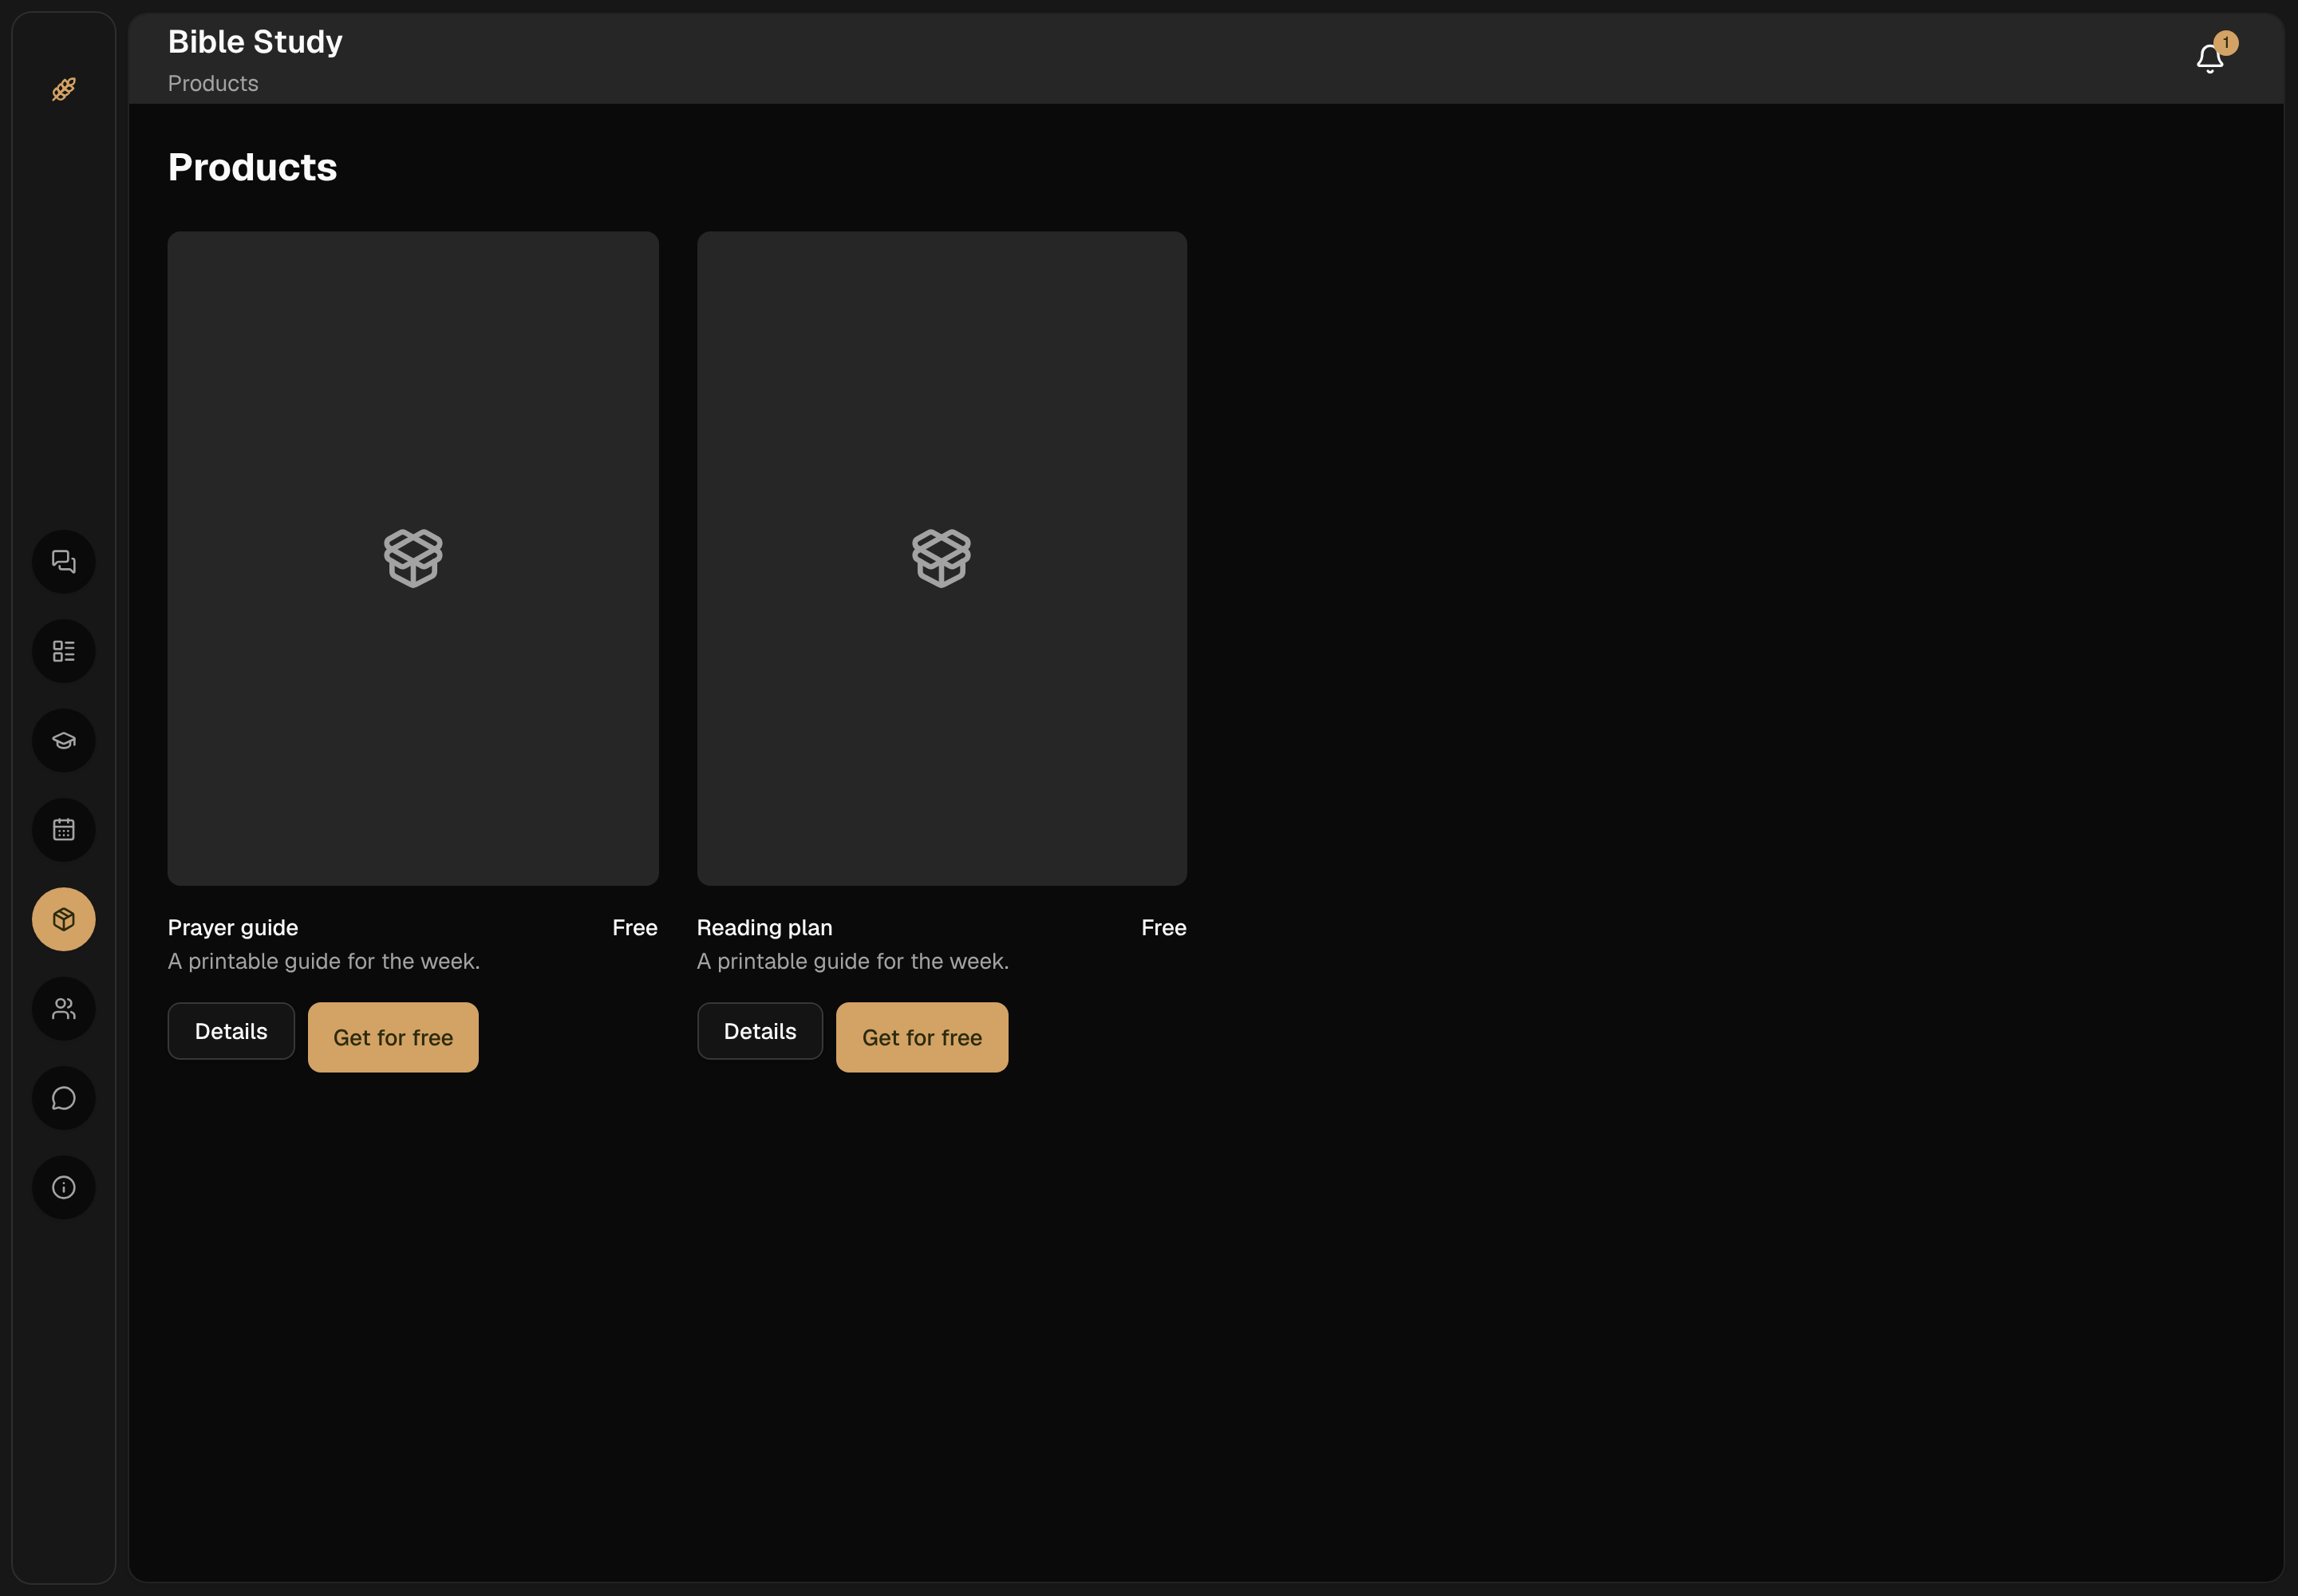 Bible Study
1
Products
Products
Prayer guide
Free
A printable guide for the week.
Details
Get for free
Reading plan
Free
A printable guide for the week.
Details
Get for free